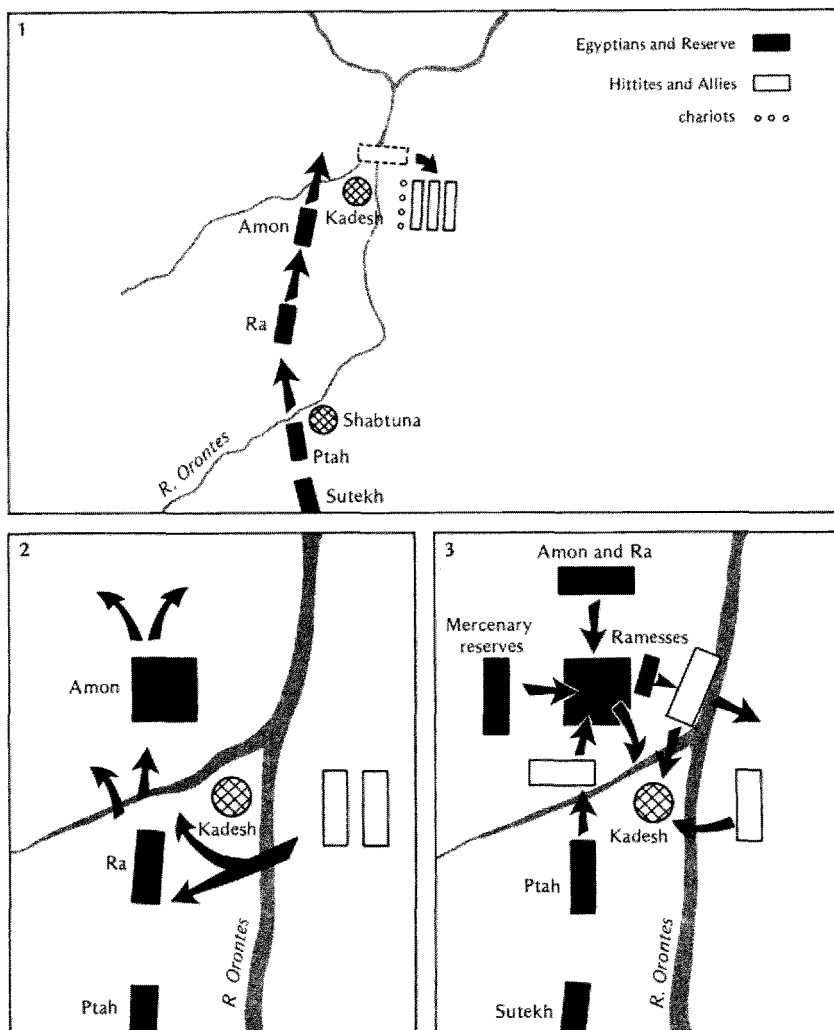 1
Egyptians and Reserve
Hittites and Allies
chariots
Amon
Kadesh
Ra
Shabtuna
R. Orontes
Ptah
Sutekh
2
Amon
Kadesh
Ra
R. Orontes
Ptah
3
Amon and Ra
Mercenary
reserves
Ramesses
Kadesh
Ptah
R. Orontes
Sutekh